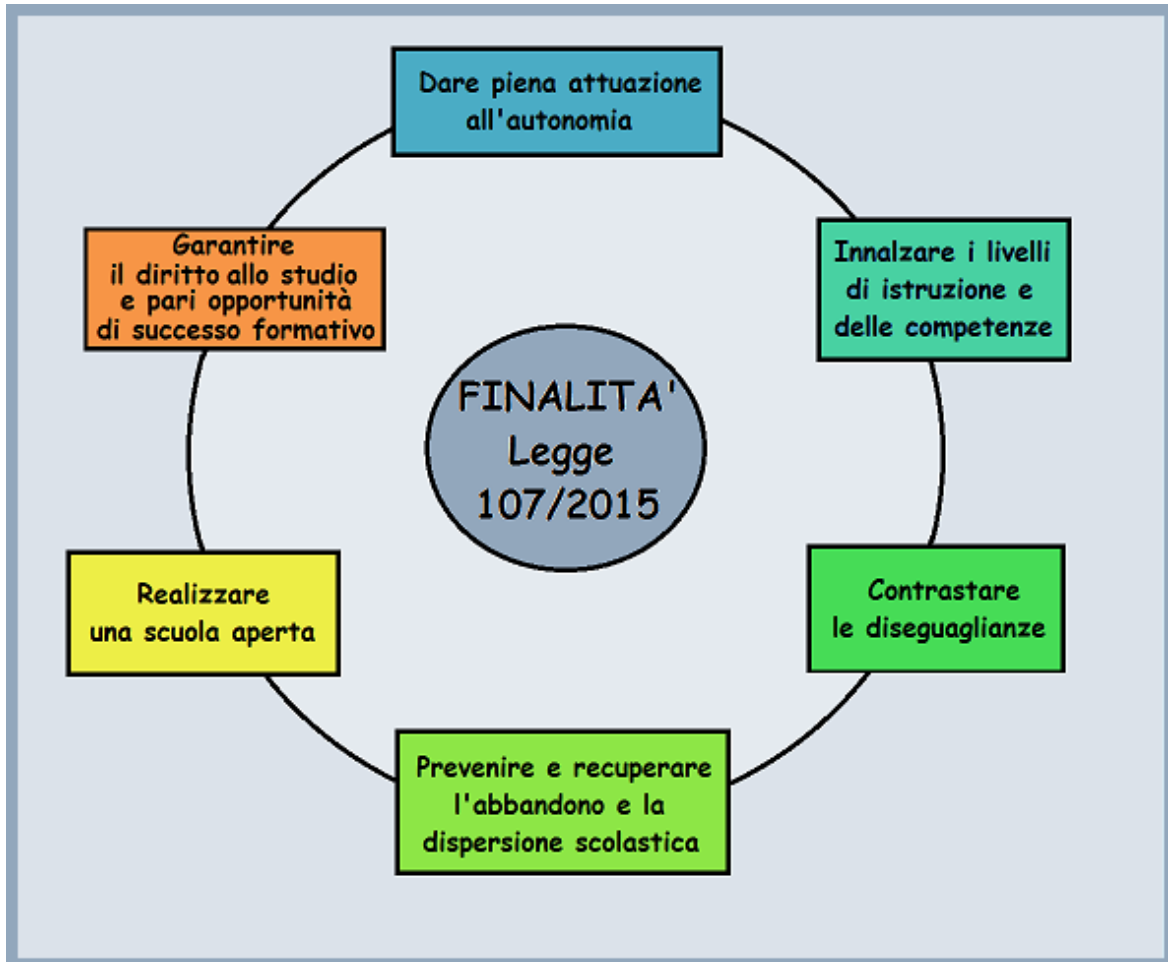 Dare piena attuazione
all'autonomia
Innalzare i livelli
di istruzione e
delle competenze
Contrastare
le diseguaglianze
Prevenire e recuperare
l'abbandono e la
dispersione scolastica
Realizzare
una scuola aperta
Garantire
il diritto allo studio
e pari opportunità
di successo formativo
FINALITA'
Legge
107/2015